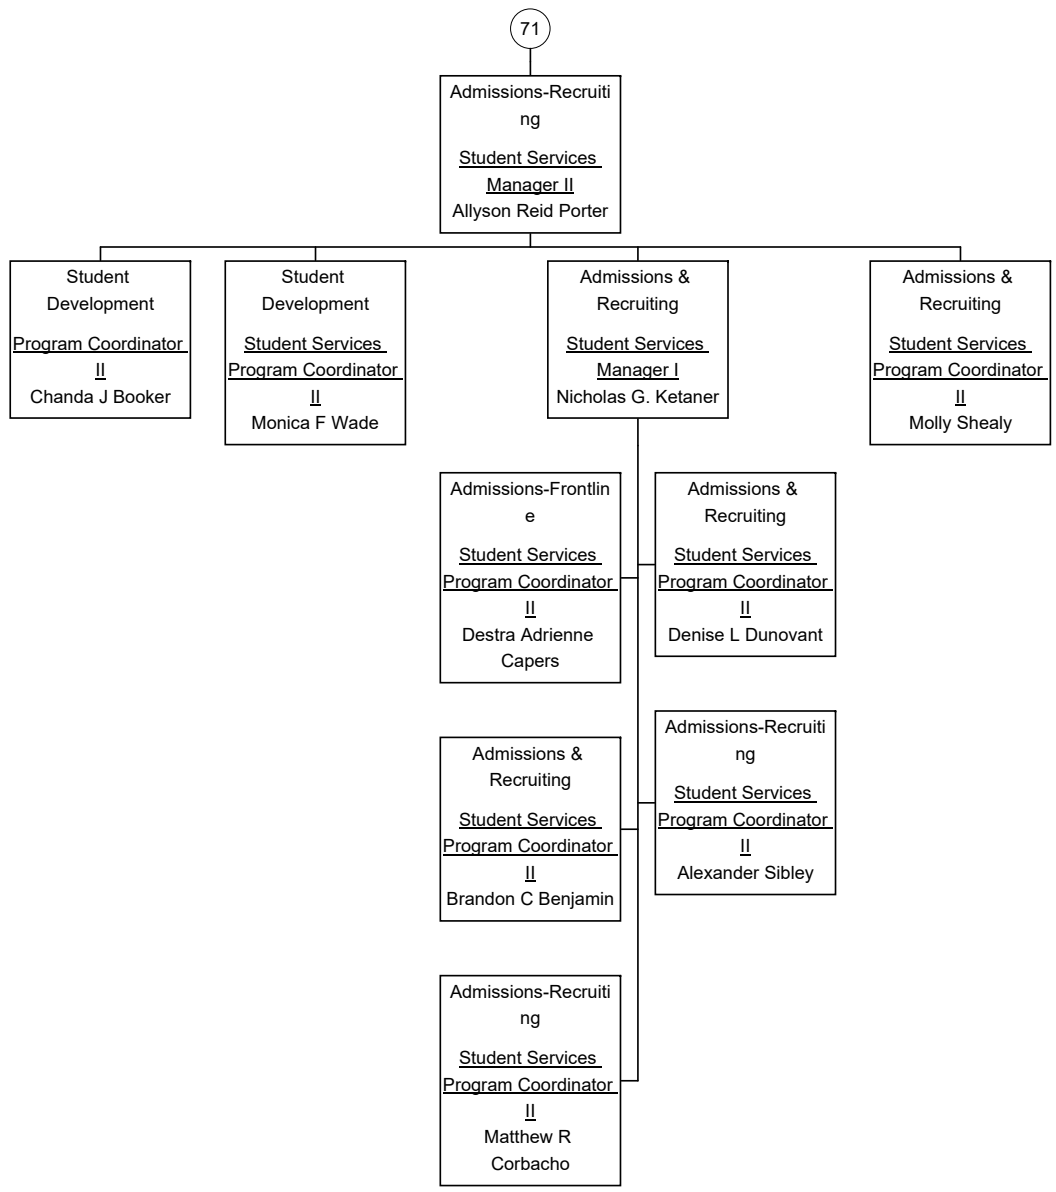 71
Admissions-Recruiti
ng
Student Services
Manager II
Allyson Reid Porter
Student
Development
Program Coordinator
II
Chanda J Booker
Student
Development
Student Services
Program Coordinator
II
Monica F Wade
Admissions &
Recruiting
Student Services
Manager I
Nicholas G. Ketaner
Admissions &
Recruiting
Student Services
Program Coordinator
II
Molly Shealy
Admissions-Frontlin
e
Student Services
Program Coordinator
II
Destra Adrienne
Capers
Admissions &
Recruiting
Student Services
Program Coordinator
II
Denise L Dunovant
Admissions &
Recruiting
Student Services
Program Coordinator
II
Brandon C Benjamin
Admissions-Recruiti
ng
Student Services
Program Coordinator
II
Alexander Sibley
Admissions-Recruiti
ng
Student Services
Program Coordinator
II
Matthew R
Corbacho